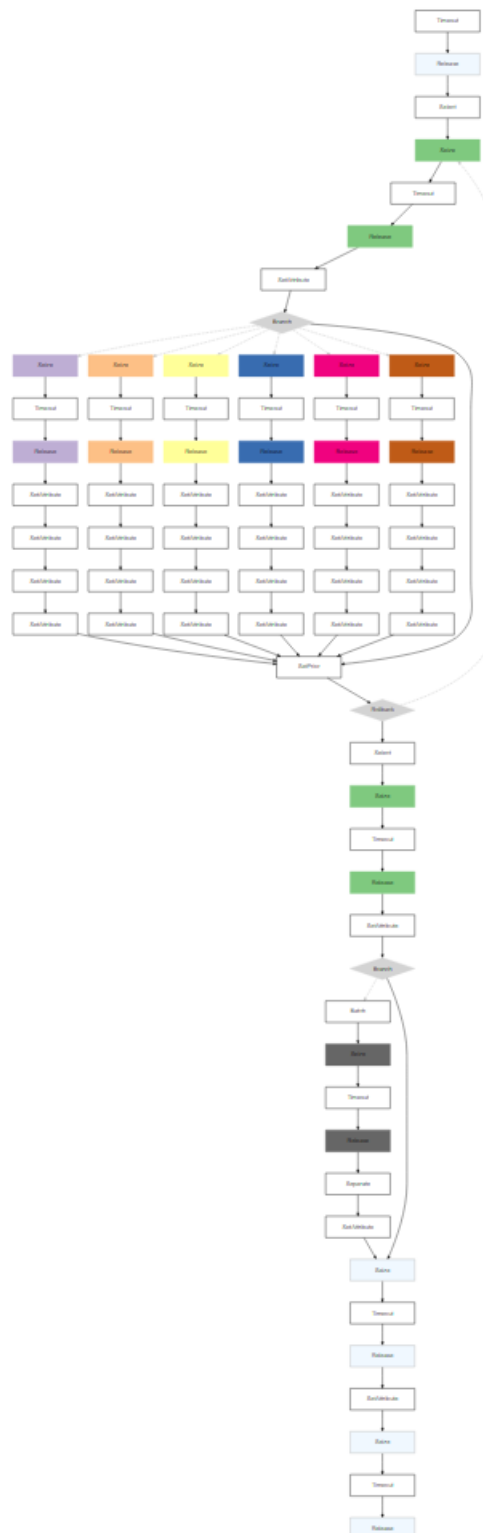 Timeout
Release
Select
Seize
Timeout
Release
SetAttribute
Branch
Seize Seize Seize Seize Seize Seize
Timeout Timeout Timeout Timeout Timeout Timeout
Release Release Release Release Release Release
SetAttribute SetAttribute SetAttribute SetAttribute SetAttribute SetAttribute
SetAttribute SetAttribute SetAttribute SetAttribute SetAttribute SetAttribute
SetAttribute SetAttribute SetAttribute SetAttribute SetAttribute SetAttribute
SetAttribute SetAttribute SetAttribute SetAttribute SetAttribute SetAttribute
SetPrior
Rollback
Select
Seize
Timeout
Release
SetAttribute
Branch
Batch
Seize
Timeout
Release
Separate
SetAttribute
Seize
Timeout
Release
SetAttribute
Seize
Timeout
Release